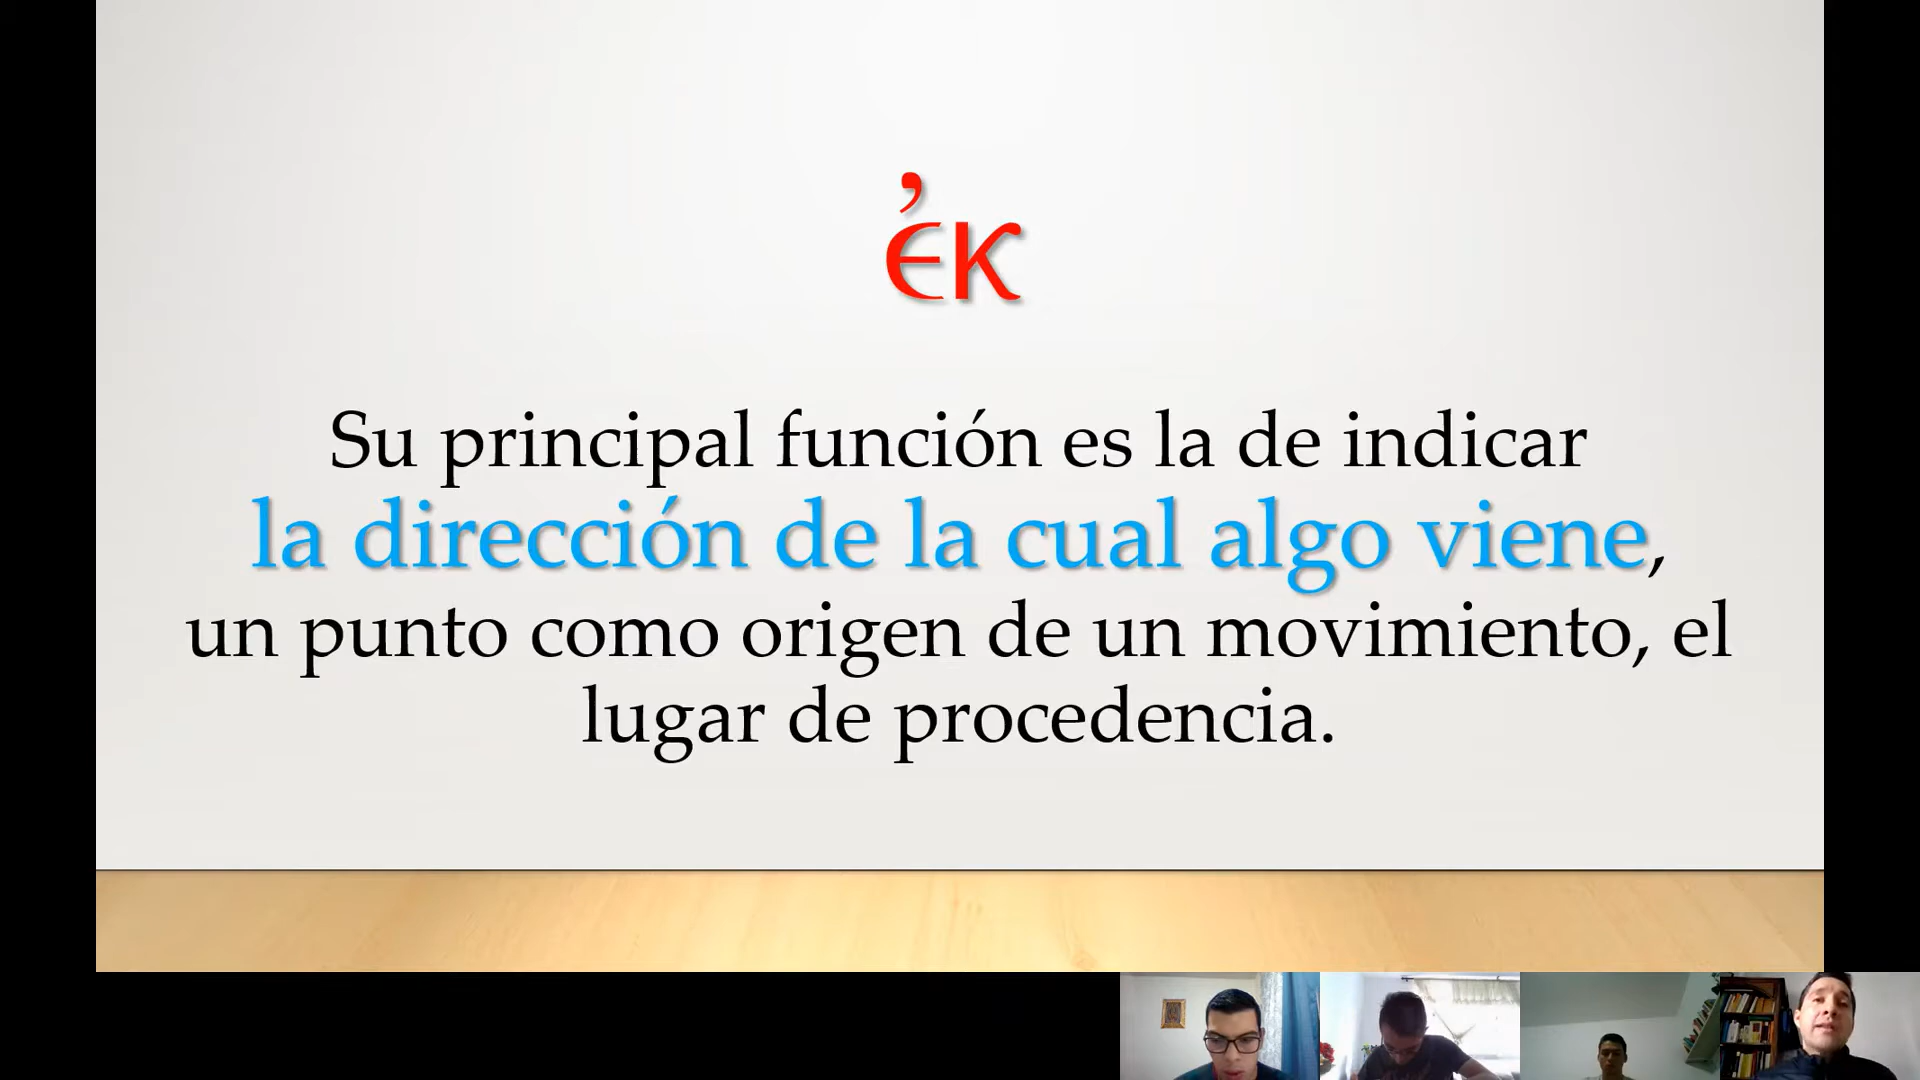 ἐκ
Su principal función es la de indicar
la dirección de la cual algo viene,
un punto como origen de un movimiento, el
lugar de procedencia.